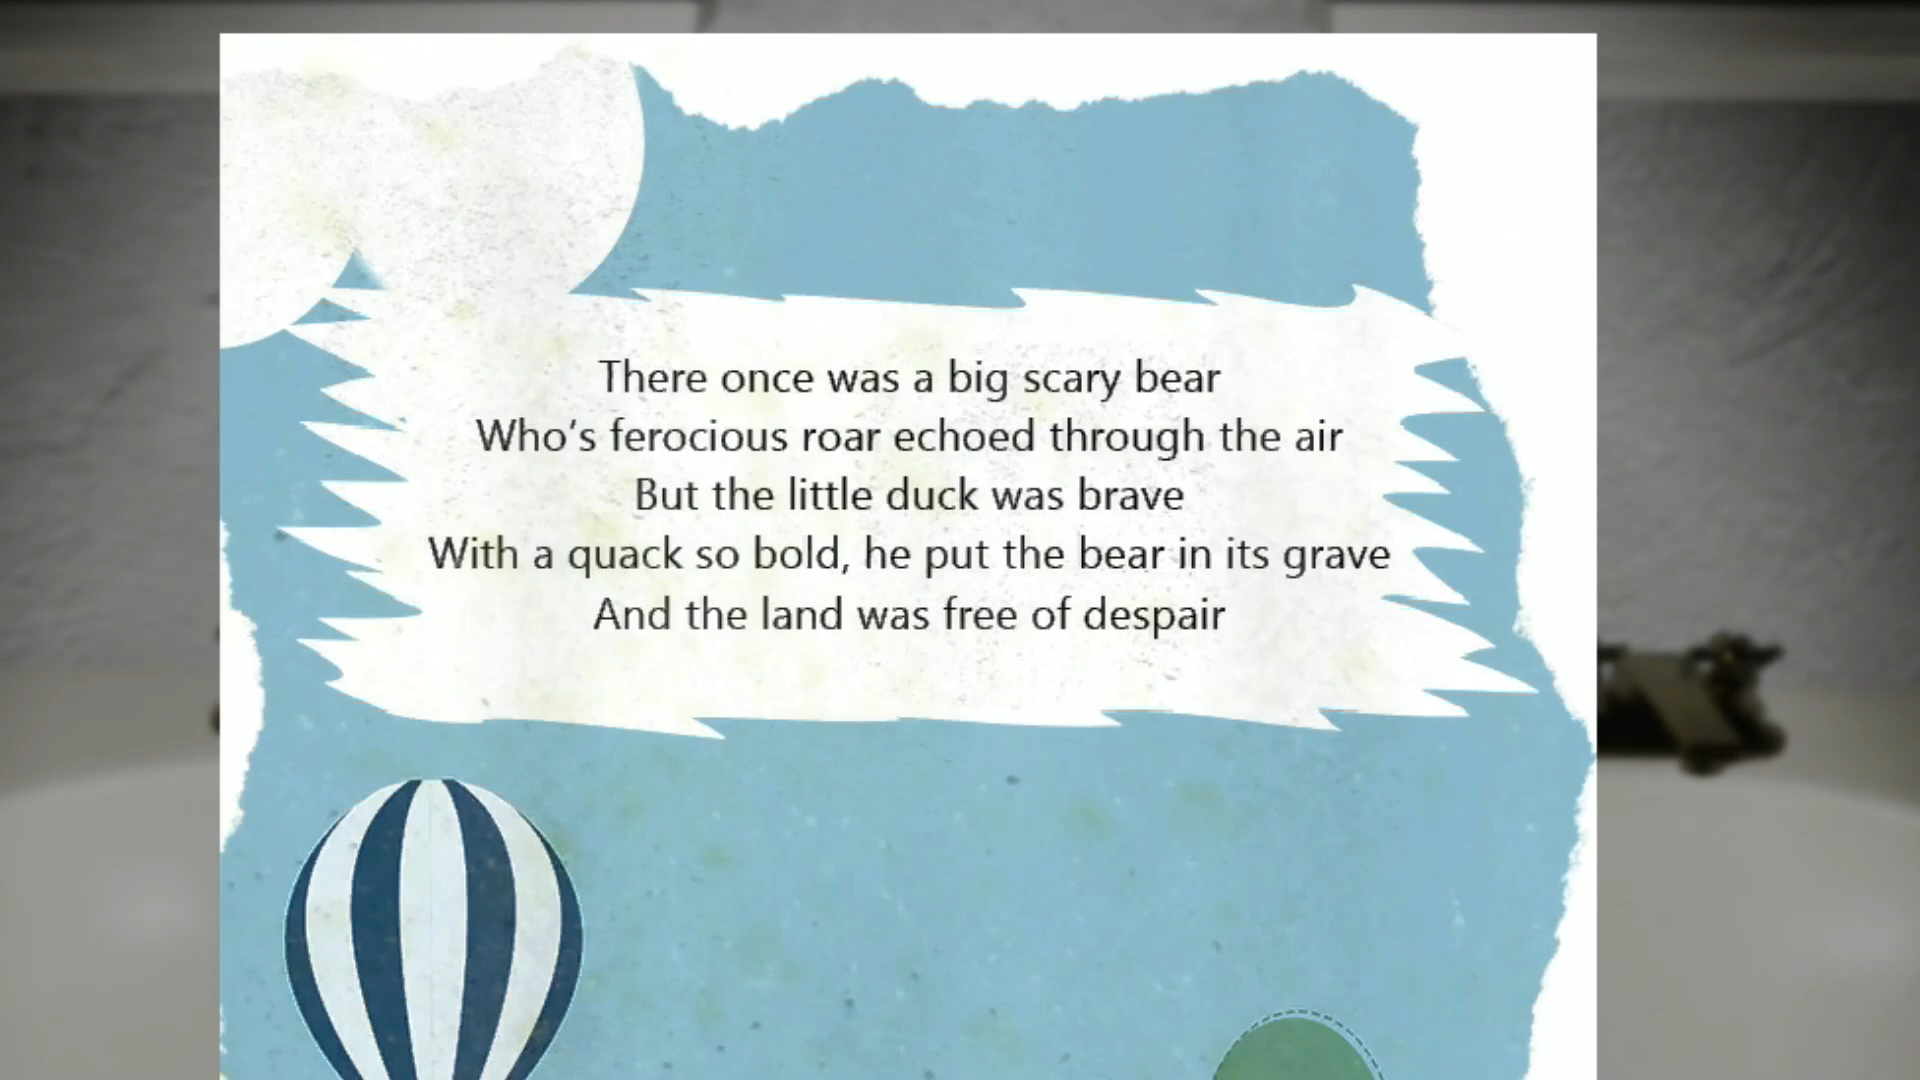 There once was a big scary bear
Who's ferocious roar echoed through the air
But the little duck was brave
With a quack so bold, he put the bear in its grave
And the land was free of despair